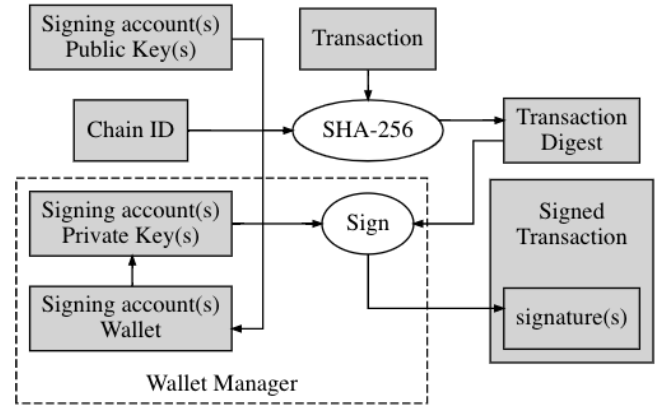 Signing account(s)
Public Key(s)
Transaction
Chain ID
SHA-256
Transaction
Digest
Signing account(s)
Private Key(s)
Sign
Signed
Transaction
Signing account(s)
Wallet
signature(s)
Wallet Manager